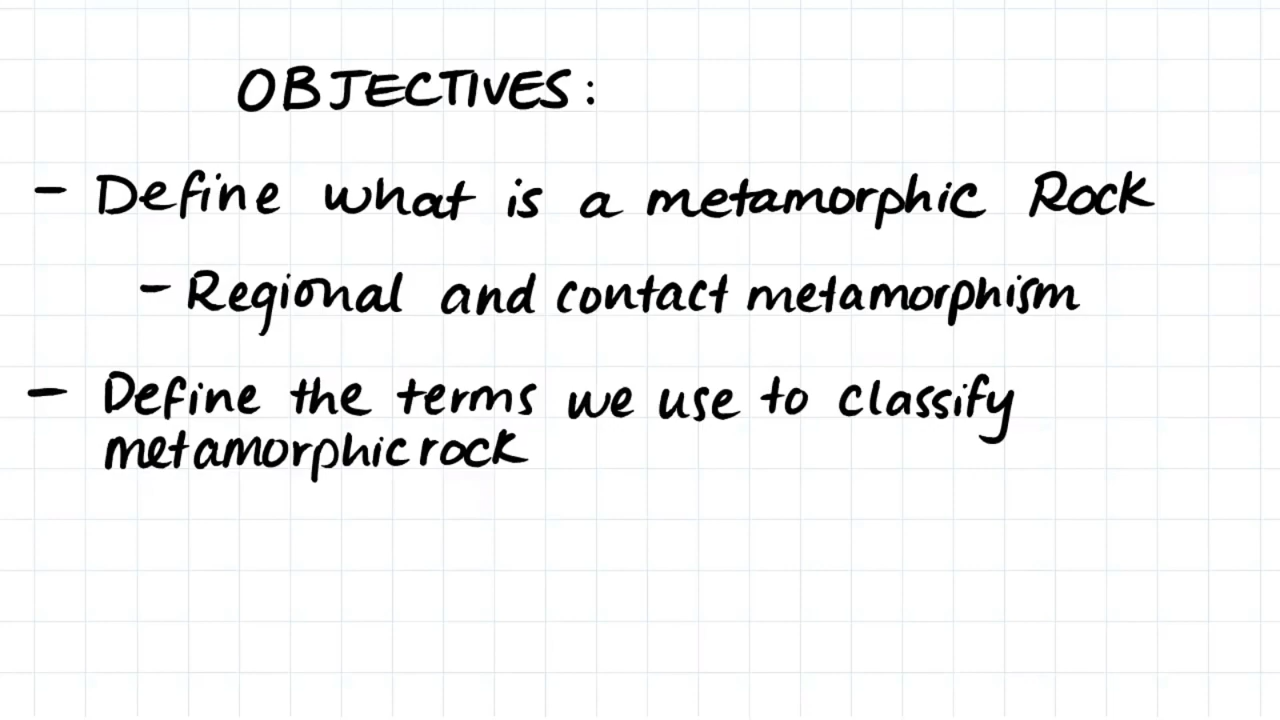 OBJECTIVES:
- Define what is a metamorphic Rock
- Regional and contact metamorphism
- Define the terms we use to classify
metamorphic rock